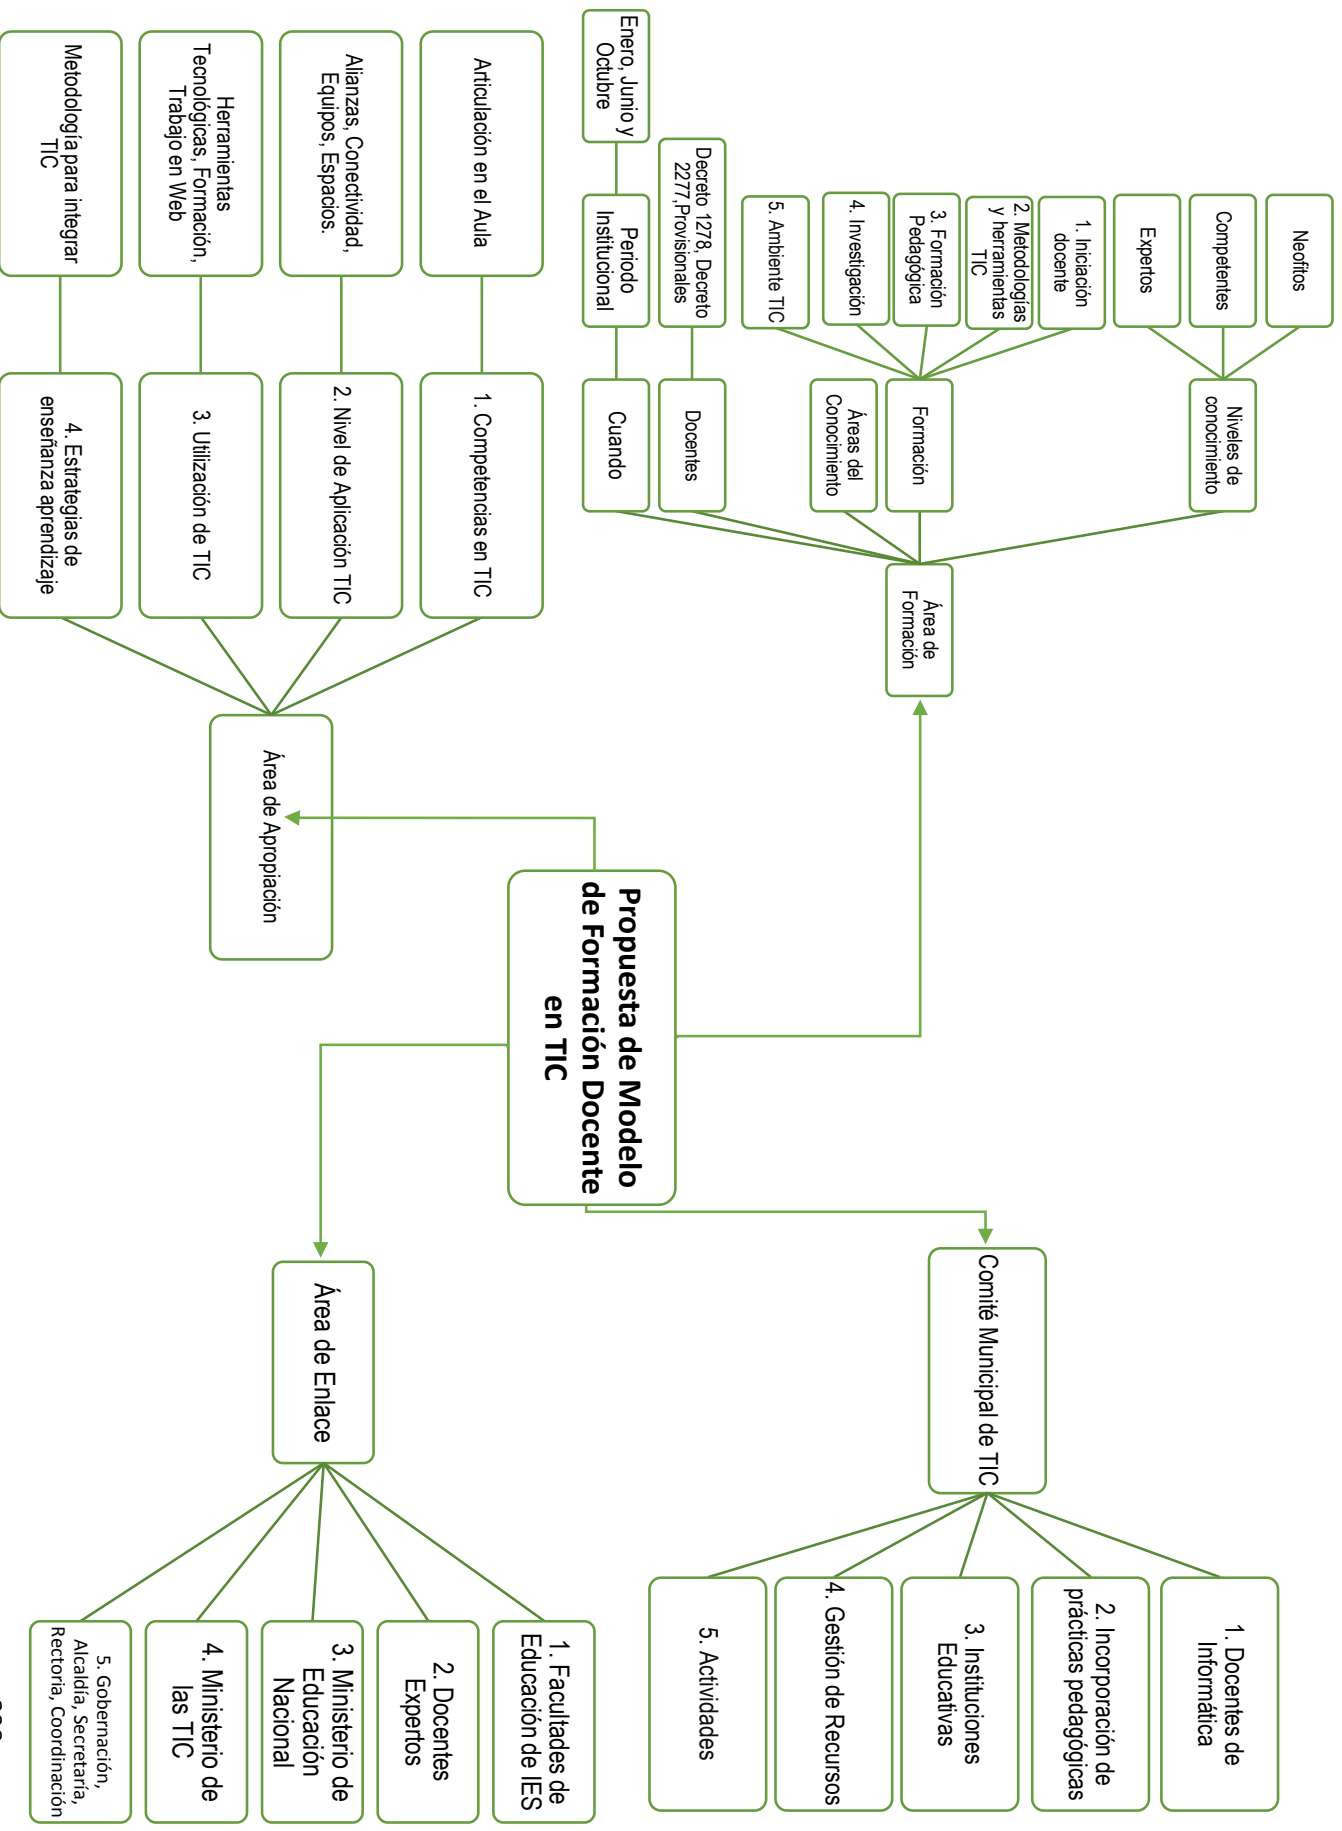 Neofitos
Competentes
Expertos
Niveles de
conocimiento
1. Iniciación
docente
2. Metodologías
y herramientas
TIC
3. Formación
Pedagógica
4. Investigación
5. Ambiente TIC
Formación
Áreas del
Conocimiento
Decreto 1278, Decreto
2277,Provisionales
Docentes
Enero, Junio y
Octubre
Periodo
Institucional
Cuando
Área de
Formación
Comité Municipal de TIC
1. Docentes de
Informática
2. Incorporación de
prácticas pedagógicas
3. Instituciones
Educativas
4. Gestión de Recursos
5. Actividades
Propuesta de Modelo
de Formación Docente
en TIC
Articulación en el Aula
1. Competencias en TIC
Alianzas, Conectividad,
Equipos, Espacios.
2. Nivel de Aplicación TIC
Herramientas
Tecnológicas, Formación,
Trabajo en Web
3. Utilización de TIC
Metodología para integrar
TIC
4. Estrategias de
enseñanza aprendizaje
Área de Apropiación
Área de Enlace
1. Facultades de
Educación de IES
2. Docentes
Expertos
3. Ministerio de
Educación
Nacional
4. Ministerio de
las TIC
5. Gobernación,
Alcaldía, Secretaría,
Rectoria, Coordinación